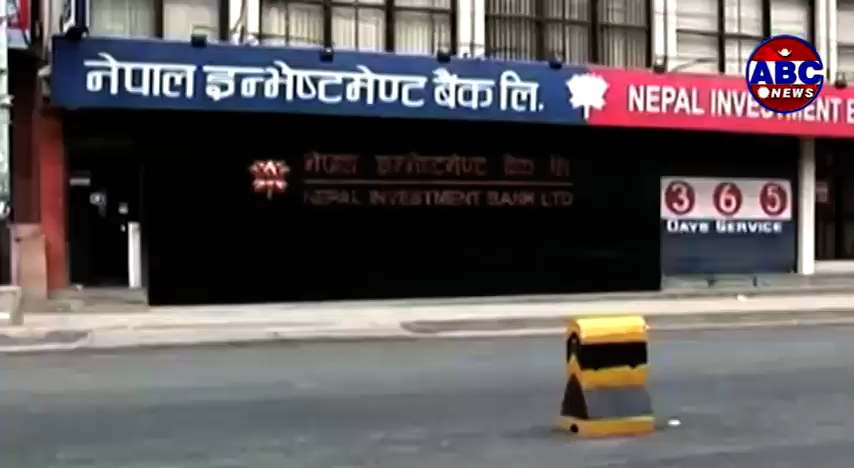 नेपाल इन्भेष्टमेण्ट बैंक लि.
NEPAL INVESTMENT B
ABC
NEWS
नेपाल इन्भेष्टमेण्ट बैंक लि
NEPAL INVESTMENT BANK LTD
365
DAYS SERVICE